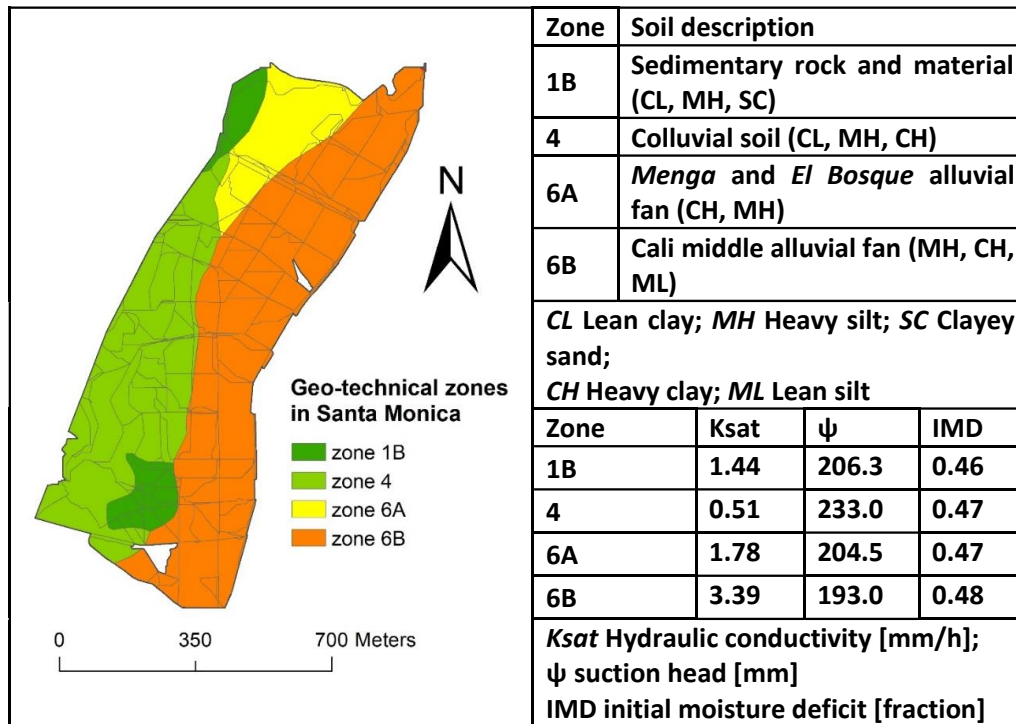 N
Geo-technical zones
in Santa Monica
zone 1B
zone 4
zone 6A
zone 6B
0 350 700 Meters
Zone Soil description
1B Sedimentary rock and material
(CL, MH, SC)
4 Colluvial soil (CL, MH, CH)
6A Menga and El Bosque alluvial
fan (CH, MH)
6B Cali middle alluvial fan (MH, CH,
ML)
CL Lean clay; MH Heavy silt; SC Clayey
sand;
CH Heavy clay; ML Lean silt
Zone Ksat ψ IMD
1B 1.44 206.3 0.46
4 0.51 233.0 0.47
6A 1.78 204.5 0.47
6B 3.39 193.0 0.48
Ksat Hydraulic conductivity [mm/h];
ψ suction head [mm]
IMD initial moisture deficit [fraction]